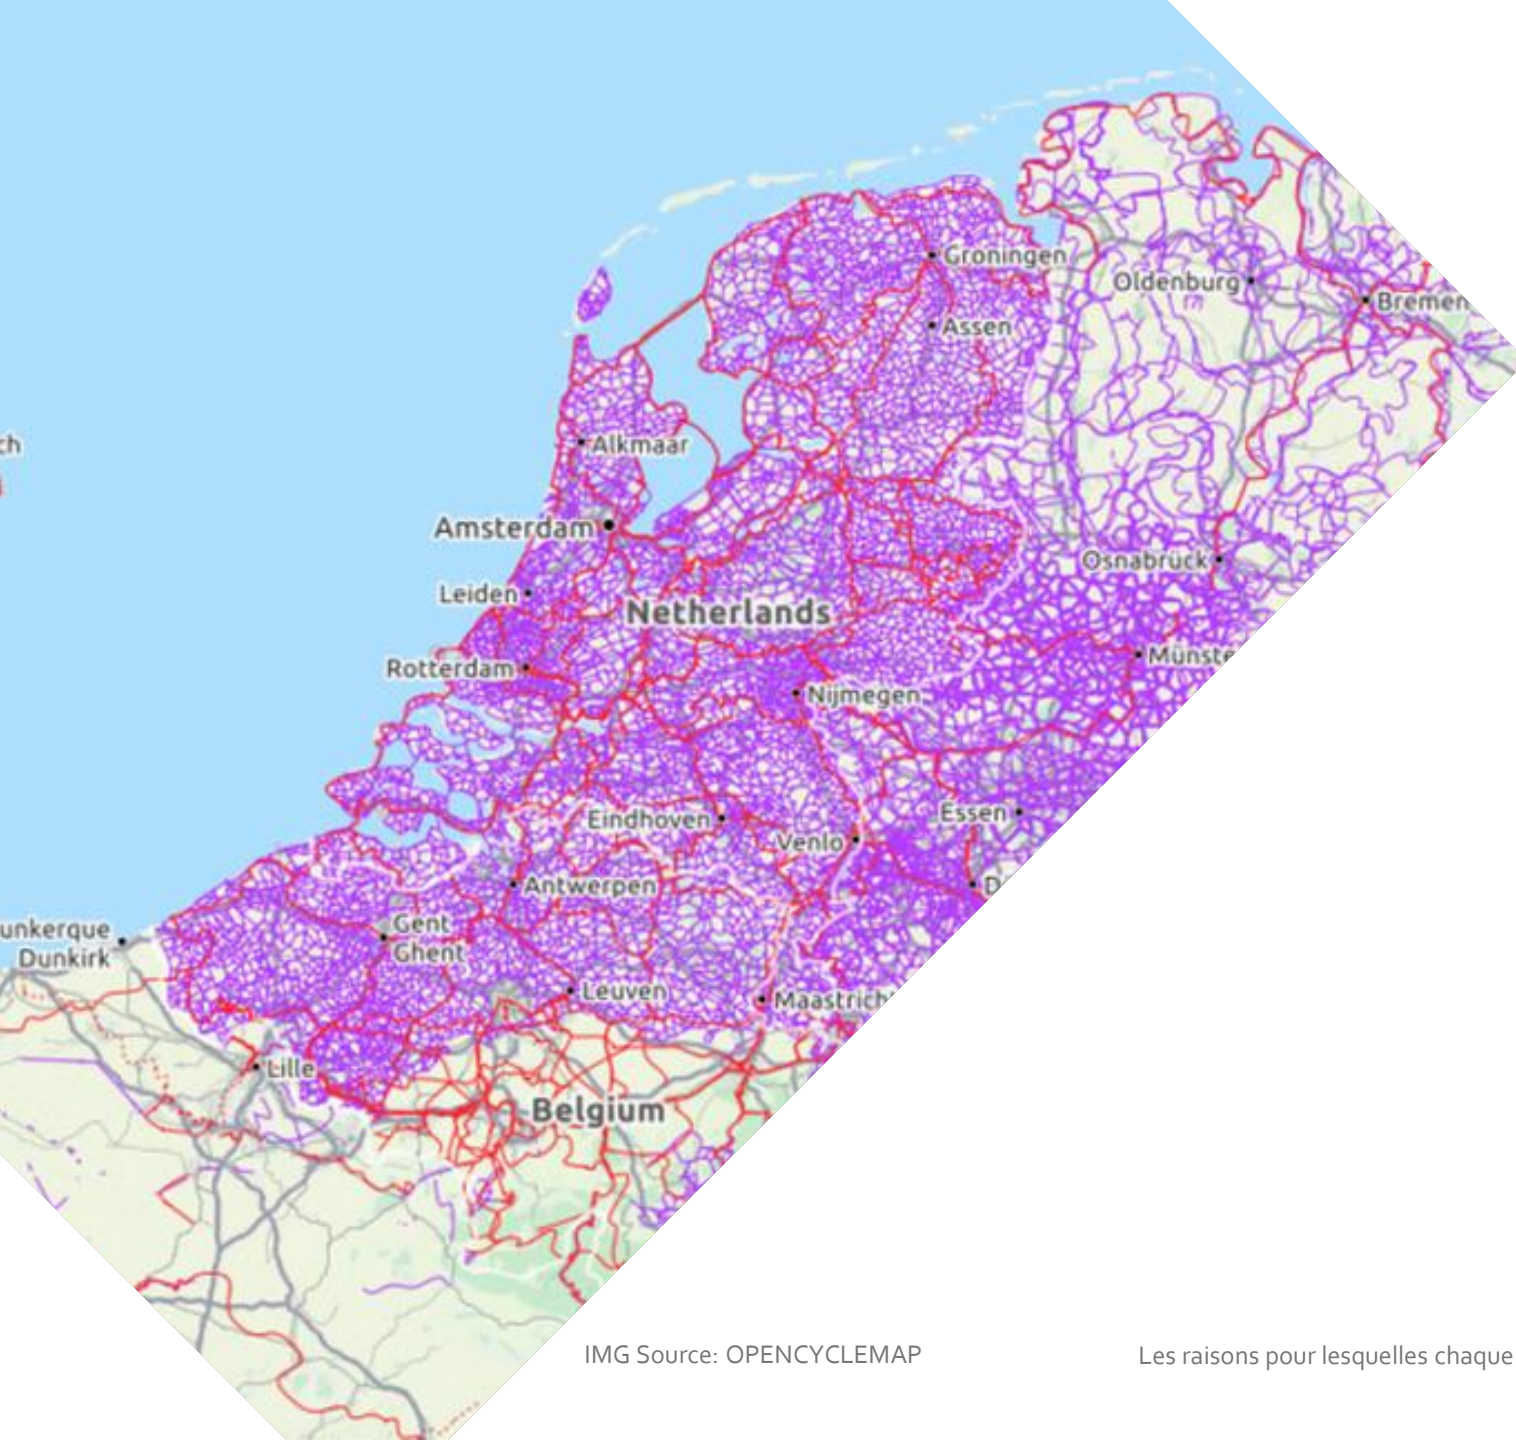 ch
Groningen
Oldenburg
Bremen
Assen
Alkmaar
Amsterdam
Osnabrück
Leiden
Netherlands
Rotterdam
Münste
Nijmegen
Essen
Eindhoven
Venlo
Antwerpen
D
Gent
Ghent
unkerque
Dunkirk
Leuven
Maastrich
Lille
Belgium
IMG Source: OPENCYCLEMAP
Les raisons pour lesquelles chaque